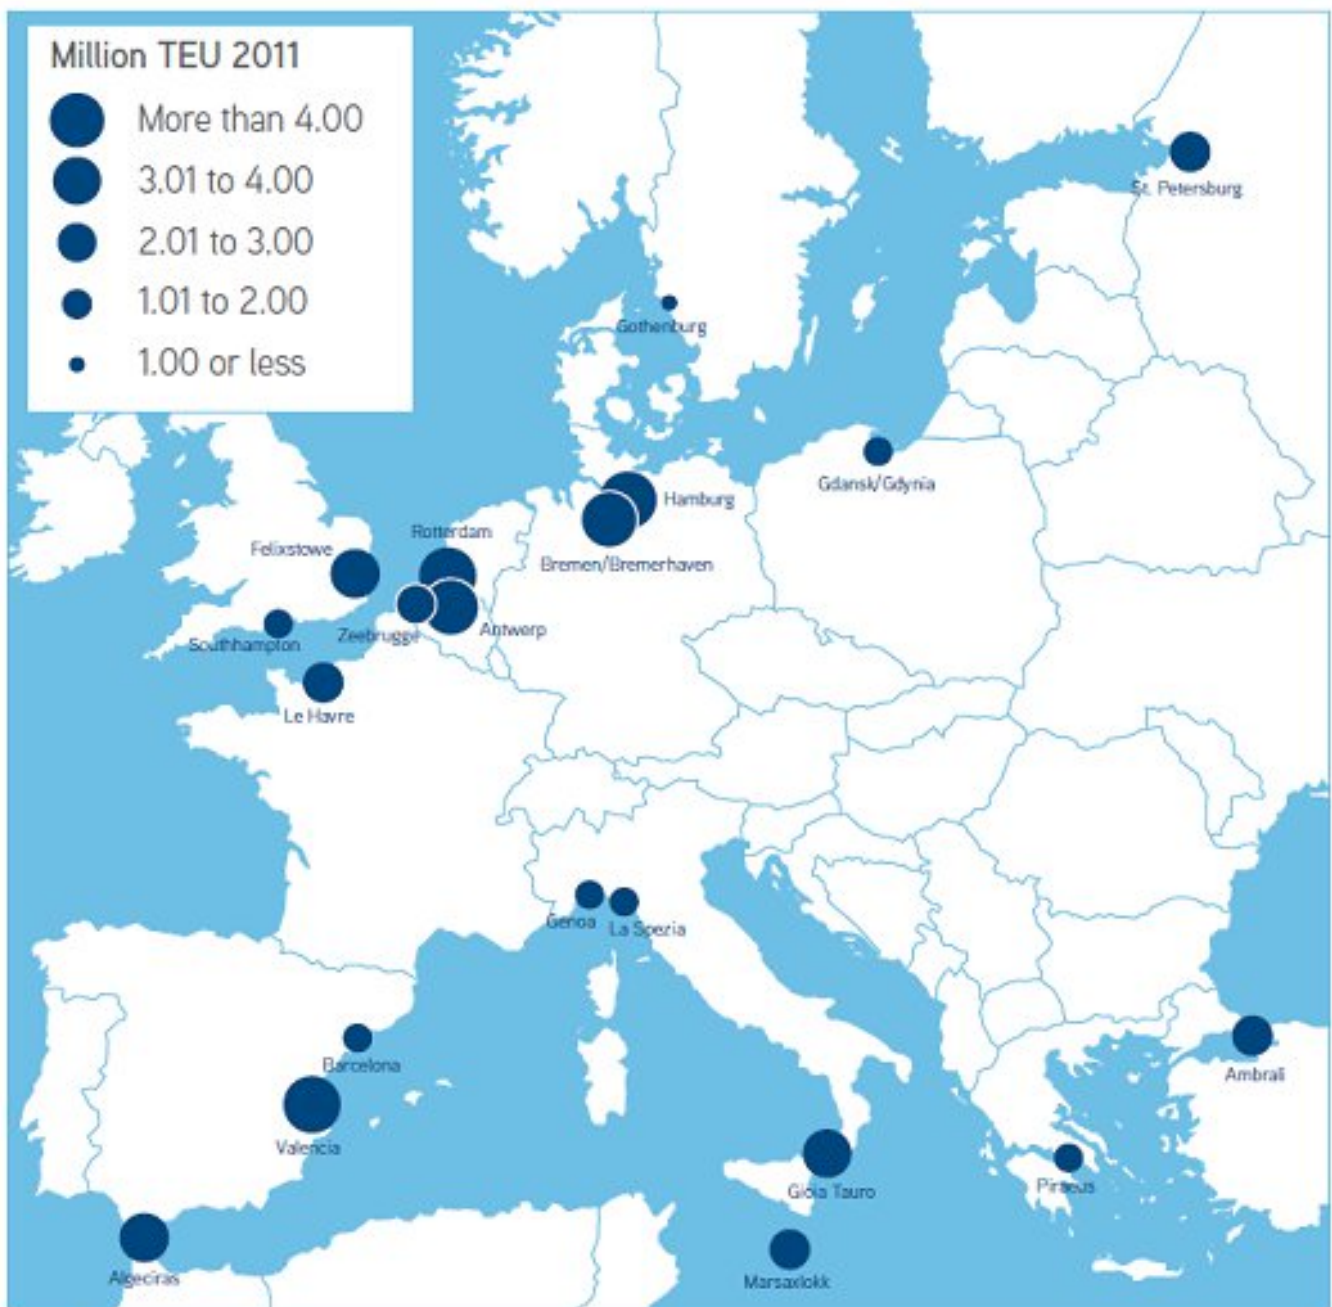 Million TEU 2011
More than 4.00
3.01 to 4.00
2.01 to 3.00
1.01 to 2.00
1.00 or less
St. Petersburg
Gothenburg
Gdansk/Gdynia
Hamburg
Rotterdam
Felixstowe
Bremen/Bremerhaven
Zeebrugge
Antwerp
Southhampton
Le Havre
Genoa
La Spezia
Barcelona
Ambrali
Valencia
Gioia Tauro
Piraeus
Algeciras
Marsaxlokk